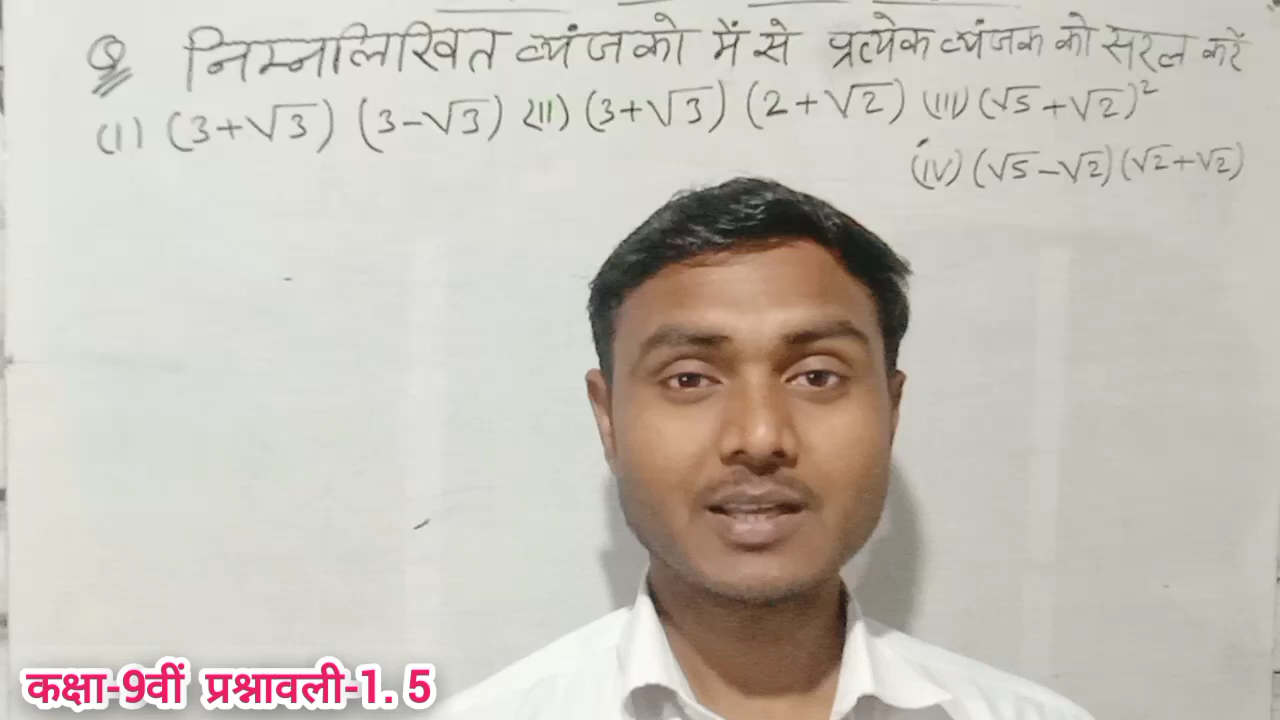 Q निम्नलिखित व्यंजको में से प्रत्येक व्यंजक को सरल करें
(I) (3+√3) (3-√3) (II) (3+√3) (2+√2) (III) (√5+√2)²
(IV) (√5-√2) (√2+√2)
कक्षा-9वीं प्रश्नावली-1.5